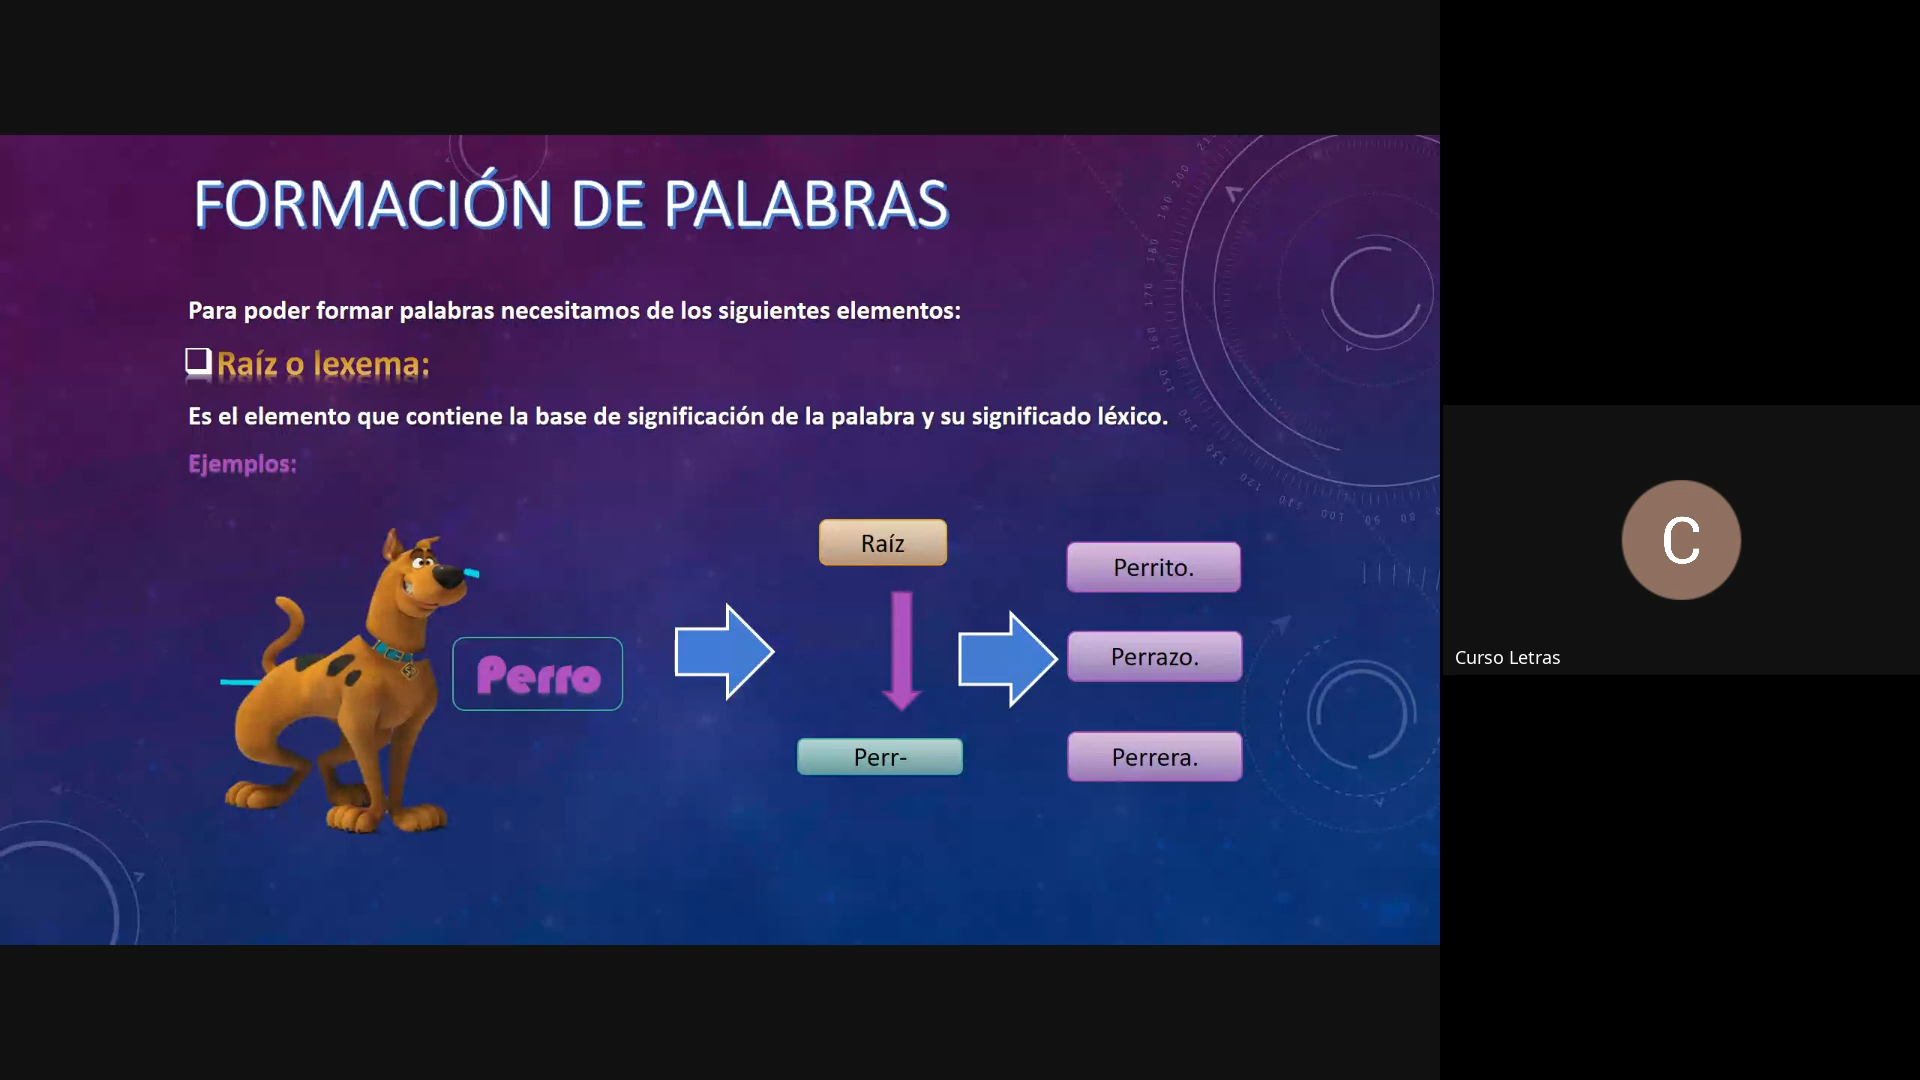 FORMACIÓN DE PALABRAS
Para poder formar palabras necesitamos de los siguientes elementos:
Raíz o lexema:
Es el elemento que contiene la base de significación de la palabra y su significado léxico.
Ejemplos:
Perro
Raíz
Perr-
Perrito.
Perrazo.
Perrera.
C
Curso Letras